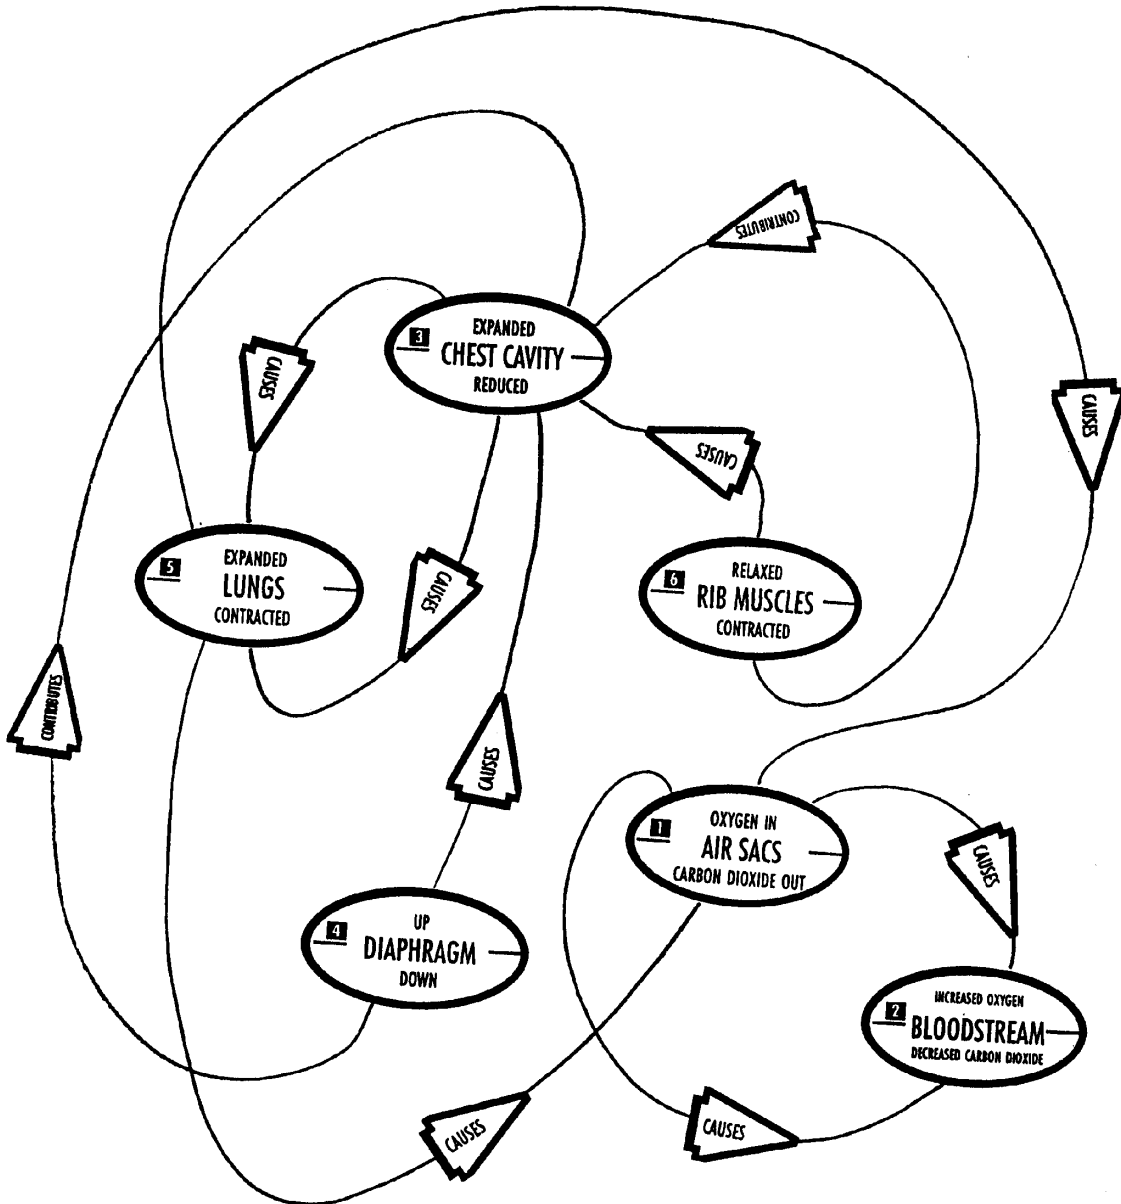 CONTRIBUTES
3
EXPANDED
CHEST CAVITY
REDUCED
CAUSES
CAUSES
CAUSES
5
EXPANDED
LUNGS
CONTRACTED
CAUSES
6
RELAXED
RIB MUSCLES
CONTRACTED
CONTRIBUTES
CAUSES
1
OXYGEN IN
AIR SACS
CARBON DIOXIDE OUT
CAUSES
4
UP
DIAPHRAGM
DOWN
2
INCREASED OXYGEN
BLOODSTREAM
DECREASED CARBON DIOXIDE
CAUSES
CAUSES